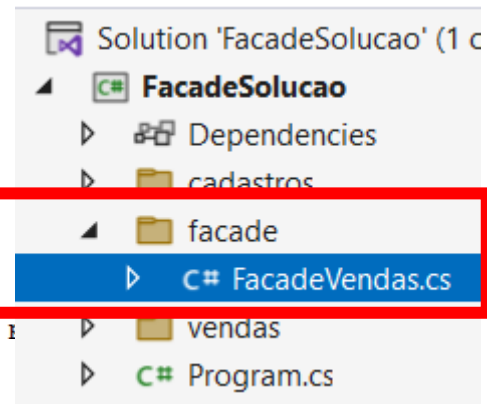 Solution 'FacadeSolucao' (1 c
C# FacadeSolucao
Dependencies
cadastros
facade
C# FacadeVendas.cs
vendas
C# Program.cs